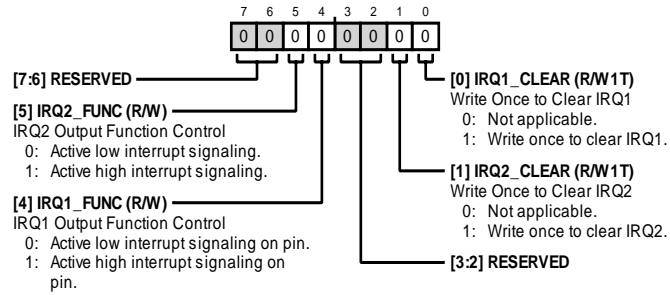 7 6 5 4 3 2 1 0
0 0 0 0 0 0 0 0
[7:6] RESERVED
[5] IRQ2_FUNC (R/W)
IRQ2 Output Function Control
0: Active low interrupt signaling.
1: Active high interrupt signaling.
[4] IRQ1_FUNC (R/W)
IRQ1 Output Function Control
0: Active low interrupt signaling on pin.
1: Active high interrupt signaling on
pin.
[0] IRQ1_CLEAR (R/W1T)
Write Once to Clear IRQ1
0: Not applicable.
1: Write once to clear IRQ1.
[1] IRQ2_CLEAR (R/W1T)
Write Once to Clear IRQ2
0: Not applicable.
1: Write once to clear IRQ2.
[3:2] RESERVED